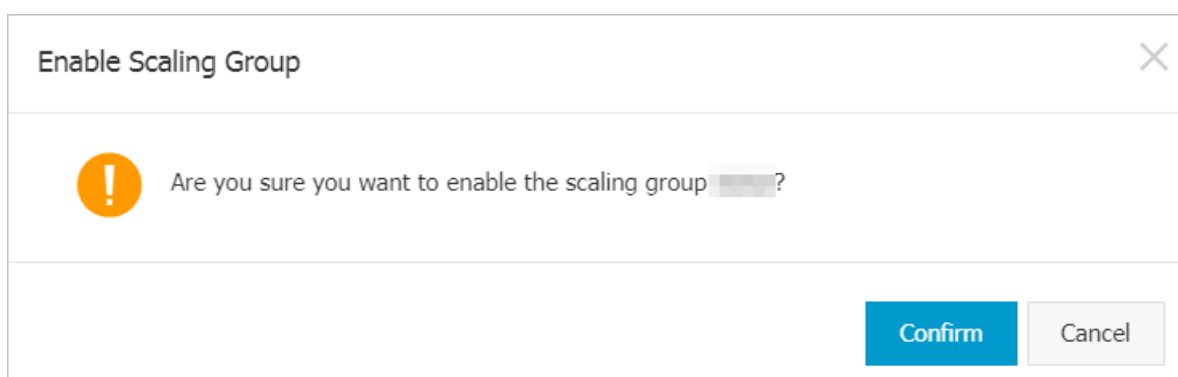 Enable Scaling Group
Are you sure you want to enable the scaling group ?
Confirm
Cancel